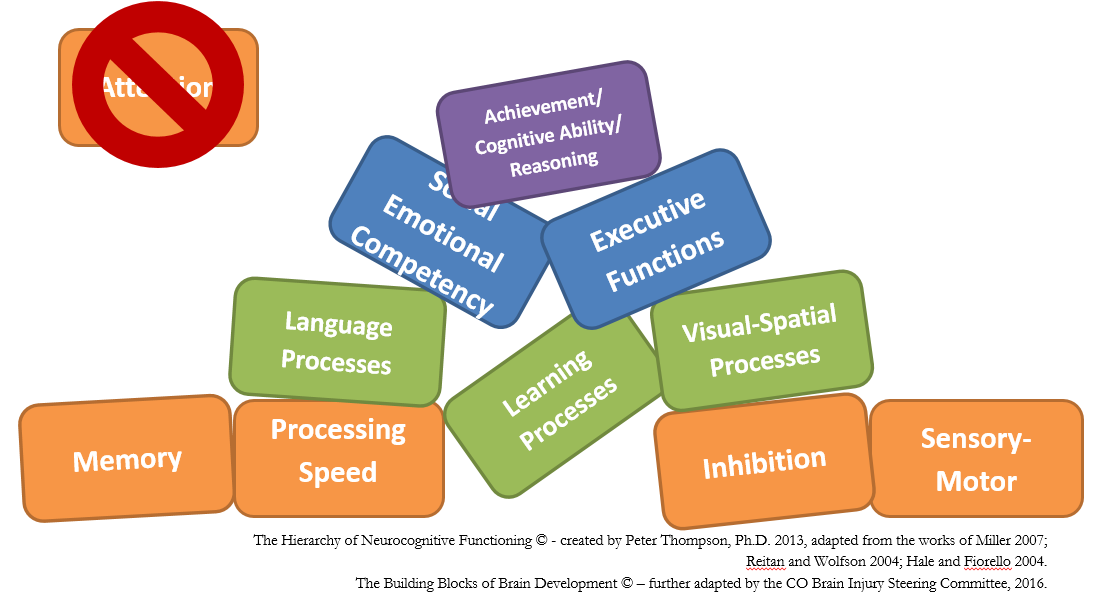 Achievement/
Cognitive Ability/
Reasoning
Emotional
Competency
Executive
Functions
Language
Processes
Learning
Processes
Visual-Spatial
Processes
Memory
Processing
Speed
Inhibition
Sensory-
Motor
The Hierarchy of Neurocognitive Functioning © - created by Peter Thompson, Ph.D. 2013, adapted from the works of Miller 2007;
Reitan and Wolfson 2004; Hale and Fiorello 2004.
The Building Blocks of Brain Development © – further adapted by the CO Brain Injury Steering Committee, 2016.